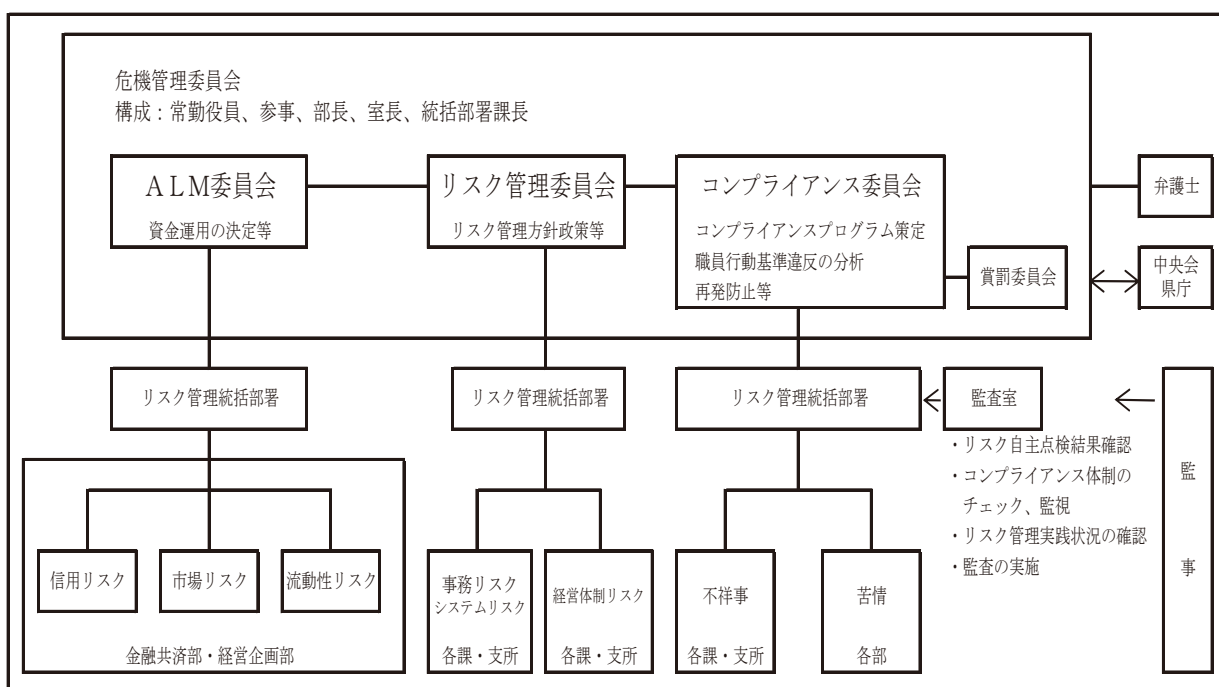 危機管理委員会
構成：常勤役員、参事、部長、室長、統括部署課長
ＡＬＭ委員会
資金運用の決定等
リスク管理委員会
リスク管理方針政策等
コンプライアンス委員会
コンプライアンスプログラム策定
職員行動基準違反の分析
再発防止等
賞罰委員会
弁護士
中央会
県庁
リスク管理統括部署
リスク管理統括部署
リスク管理統括部署
監査室
・リスク自主点検結果確認
・コンプライアンス体制の
チェック、監視
・リスク管理実践状況の確認
・監査の実施
監事
信用リスク
市場リスク
流動性リスク
金融共済部・経営企画部
事務リスク
システムリスク
各課・支所
経営体制リスク
各課・支所
不祥事
各課・支所
苦情
各部